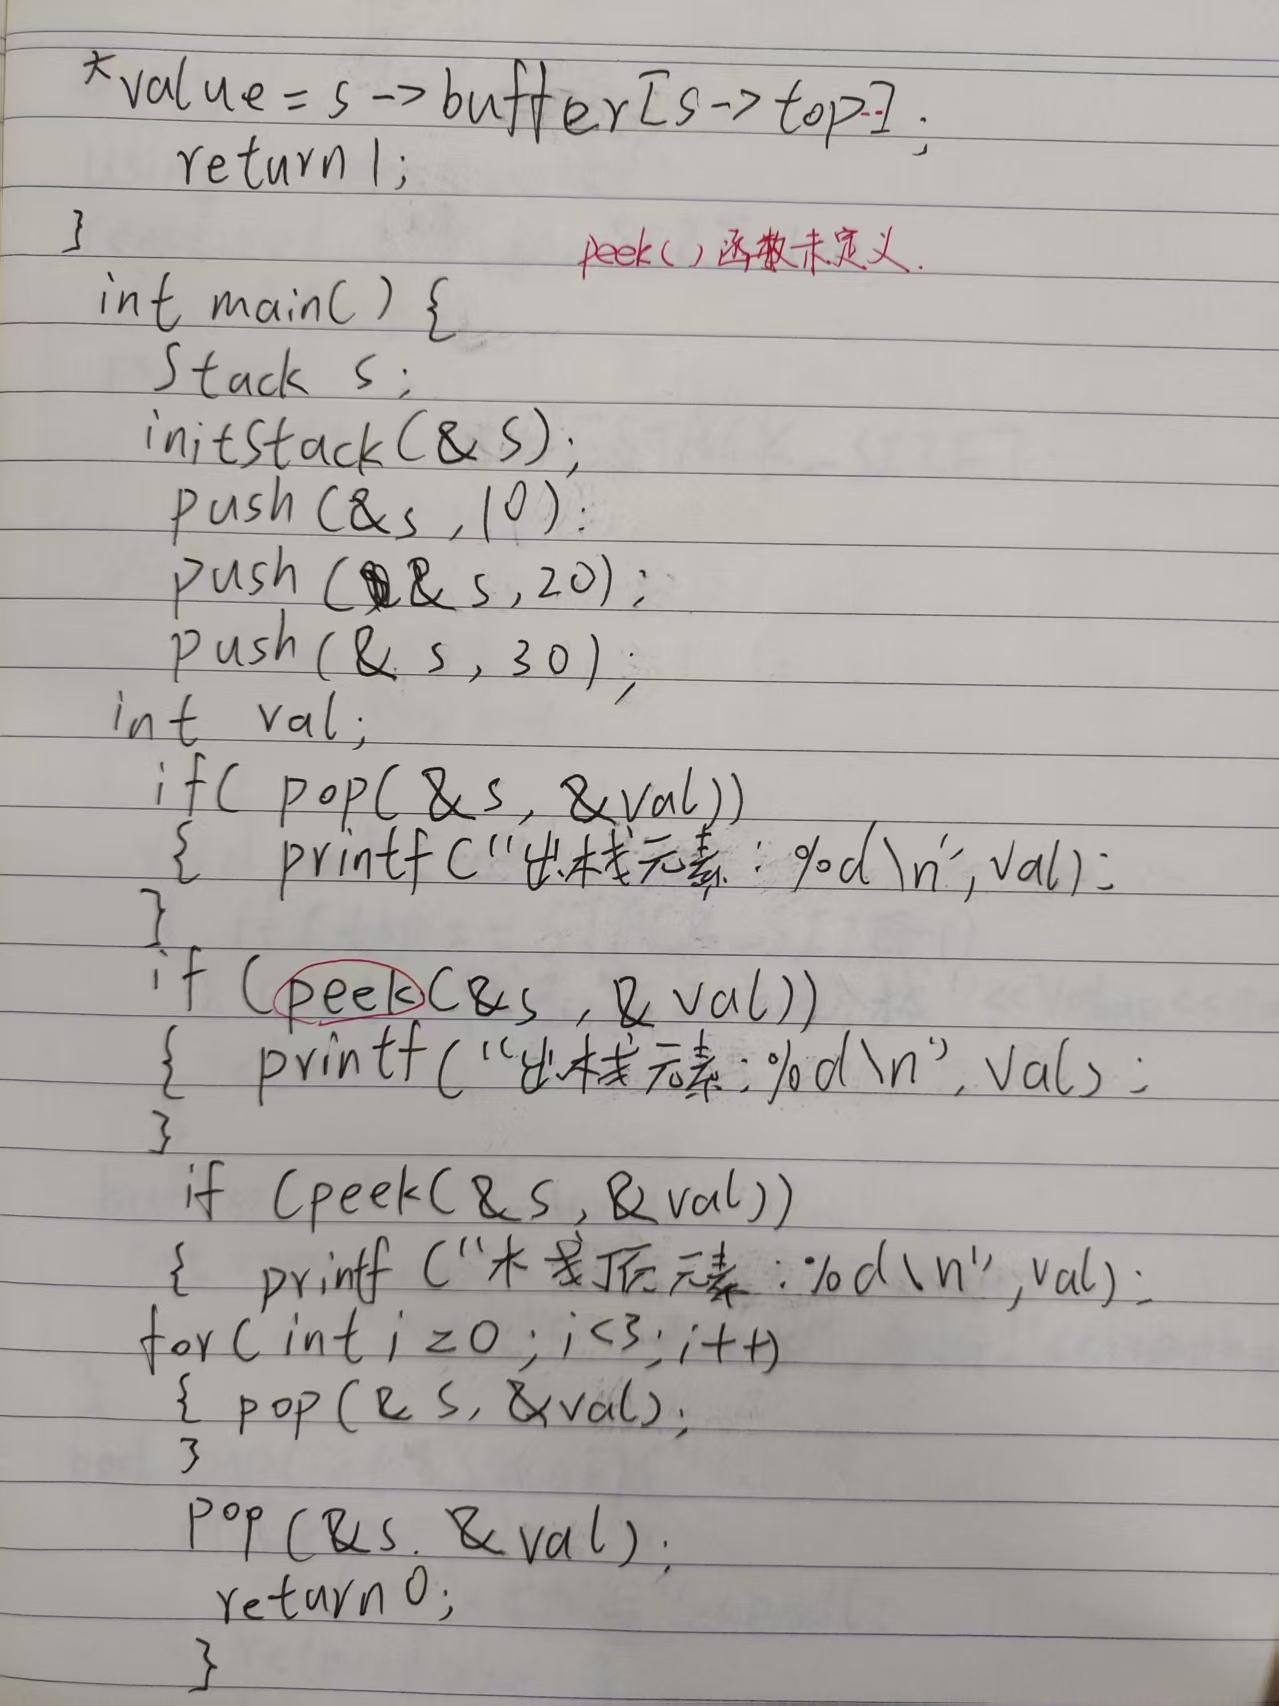 *value = s->buffer[s->top--];
return 1;
}
peek()函数未定义.
int main() {
Stack s;
initStack(&s);
push(&s,10);
push(&s,20);
push(&s,30);
int val;
if( pop(&s, &val))
{ printf("出栈元素:%d\n", val);
}
if (peek(&s, &val))
{ printf("出栈元素:%d\n", val);
}
if (peek(&s, &val))
{ printf("栈顶元素:%d\n", val);
for(int i=0; i<3; i++)
{ pop(&s, &val);
}
pop(&s, &val);
return 0;
}